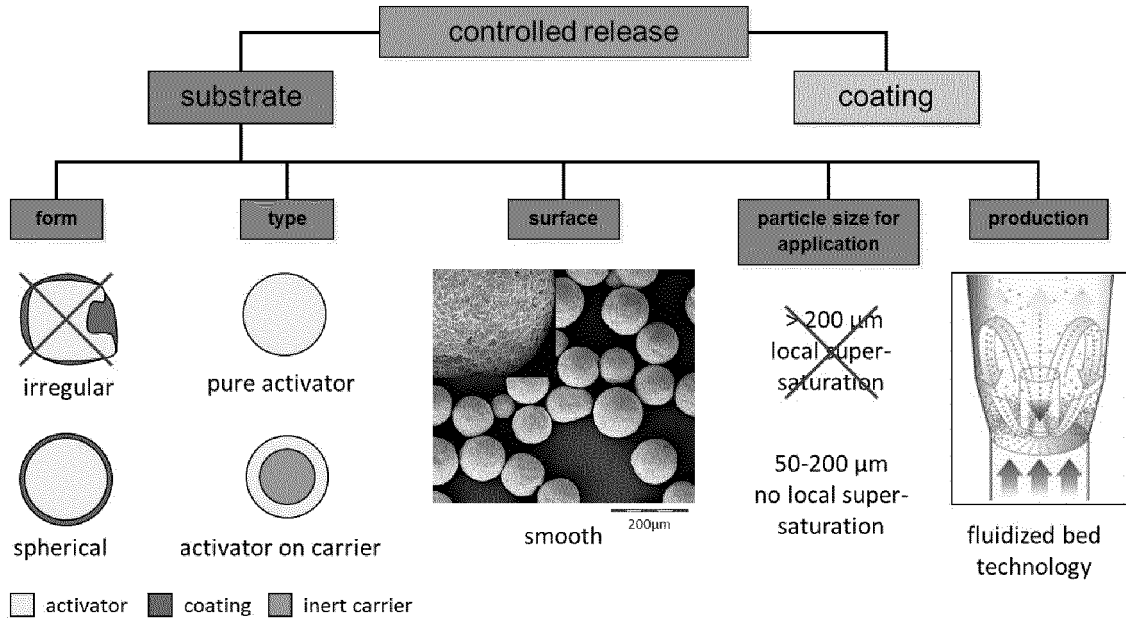 controlled release
substrate
coating
form
type
surface
particle size for
application
production
irregular
spherical
pure activator
activator on carrier
200µm
smooth
> 200 µm
local super-
saturation
50-200 µm
no local super-
saturation
fluidized bed
technology
activator
coating
inert carrier